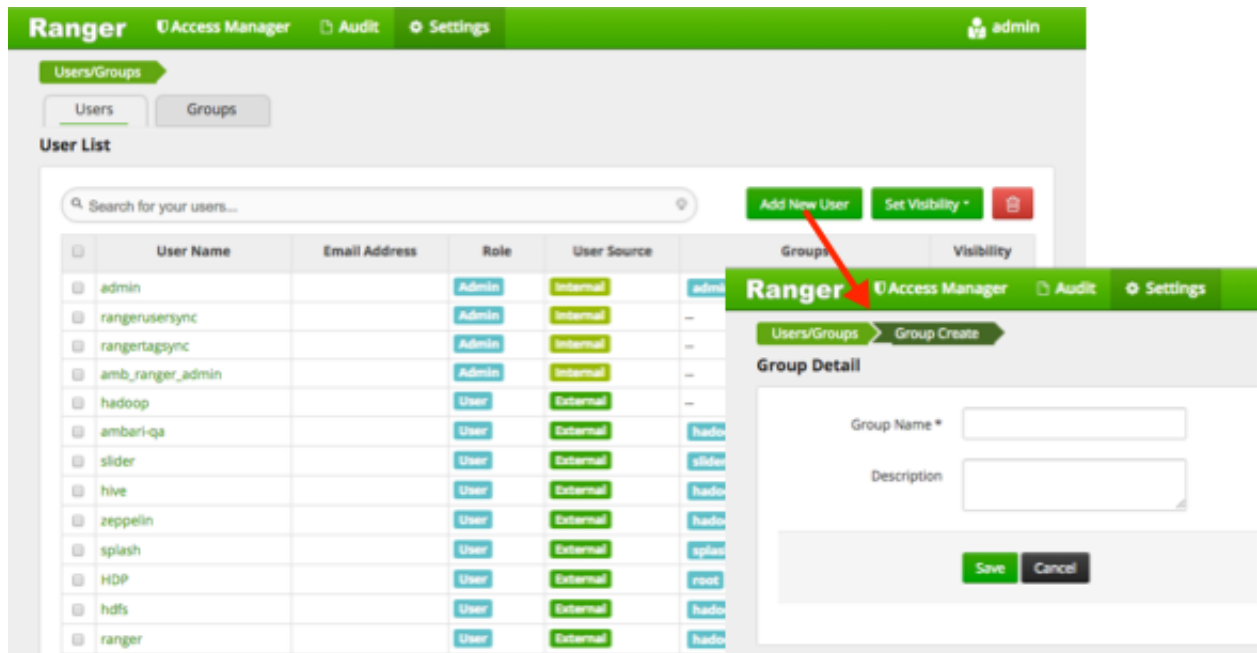 Ranger Access Manager Audit Settings admin
Users/Groups
Users Groups
User List
Search for your users...
Add New User Set Visibility
User Name Email Address Role User Source Groups Visibility
admin Admin Internal
rangerusersync Admin Internal --
rangertagsync Admin Internal --
amb_ranger_admin Admin Internal --
hadoop User External --
ambari-qa User External
slider User External
hive User External
zeppelin User External
splash User External
HDP User External root
hdfs User External
ranger User External
Ranger Access Manager Audit Settings
Users/Groups Group Create
Group Detail
Group Name *
Description
Save Cancel